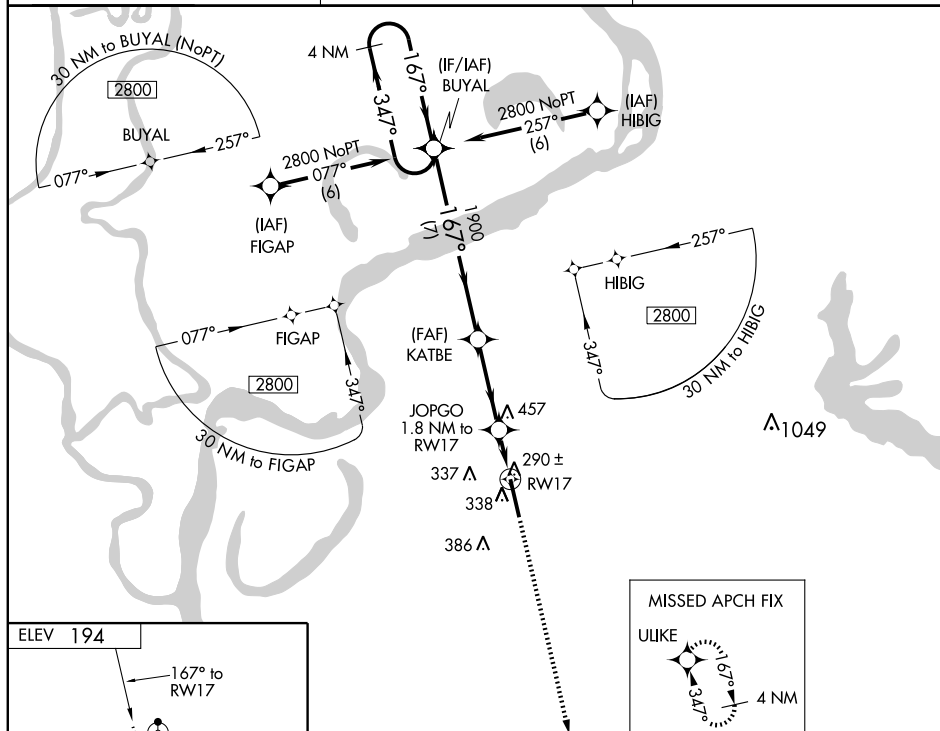 30 NM to BUYAL (NoPT)
2800
BUYAL
077°
257°
4 NM
167°
347°
(IF/IAF)
BUYAL
2800 NoPT
257°
(6)
(IAF)
HIBIG
2800 NoPT
077°
(6)
(IAF)
FIGAP
1900
167°
(7)
257°
HIBIG
2800
347°
30 NM to HIBIG
077°
FIGAP
2800
347°
30 NM to FIGAP
(FAF)
KATBE
JOPGO
1.8 NM to
RW17
457
1049
290 ±
RW17
337
338
386
MISSED APCH FIX
ULIKE
167°
347°
4 NM
ELEV 194
167° to
RW17